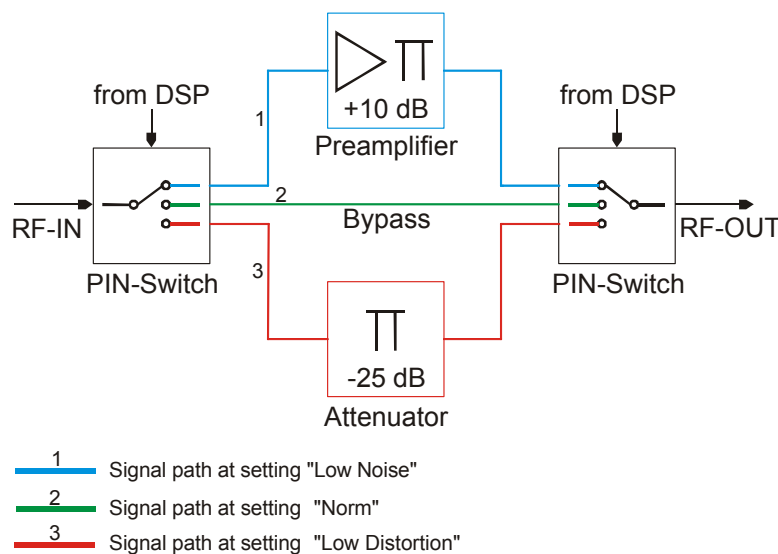 from DSP
from DSP
+10 dB
Preamplifier
1
2
Bypass
RF-IN
RF-OUT
PIN-Switch
PIN-Switch
3
-25 dB
Attenuator
1 Signal path at setting "Low Noise"
2 Signal path at setting "Norm"
3 Signal path at setting "Low Distortion"